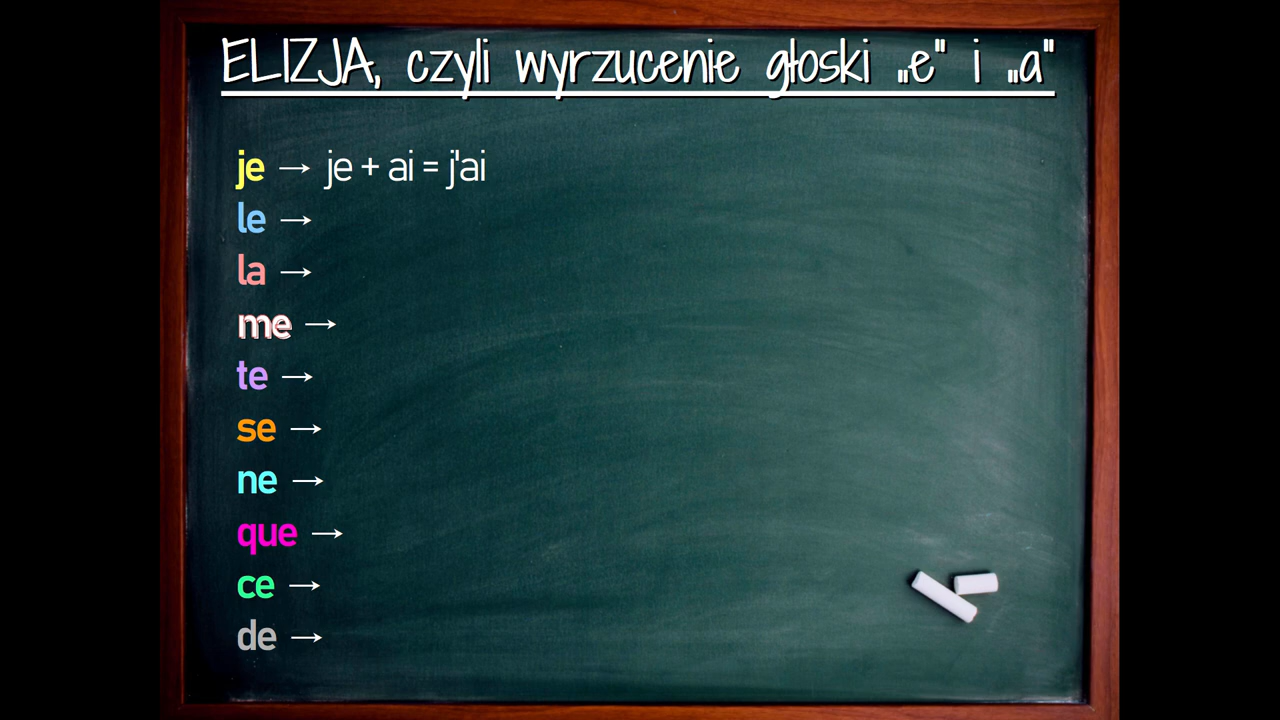 ELIZJA, czyli wyrzucenie głoski „e” i „a”
je → je + ai = j'ai
le →
la →
me →
te →
se →
ne →
que →
ce →
de →